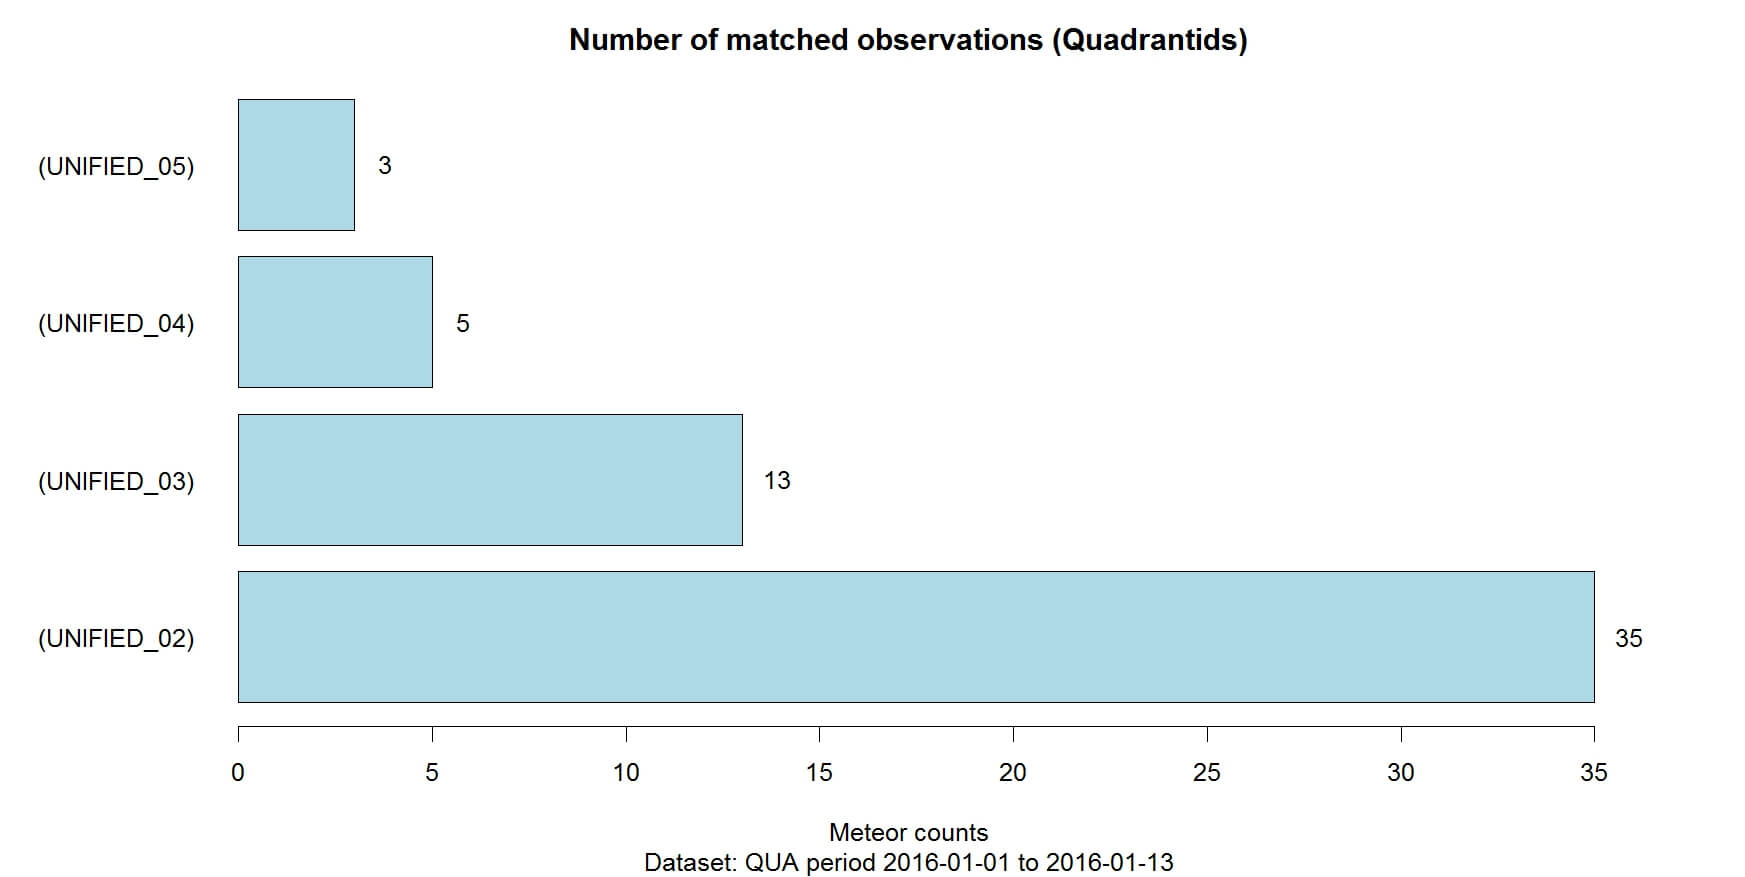 Number of matched observations (Quadrantids)
(UNIFIED_05) 3
(UNIFIED_04) 5
(UNIFIED_03) 13
(UNIFIED_02) 35
0 5 10 15 20 25 30 35
Meteor counts
Dataset: QUA period 2016-01-01 to 2016-01-13